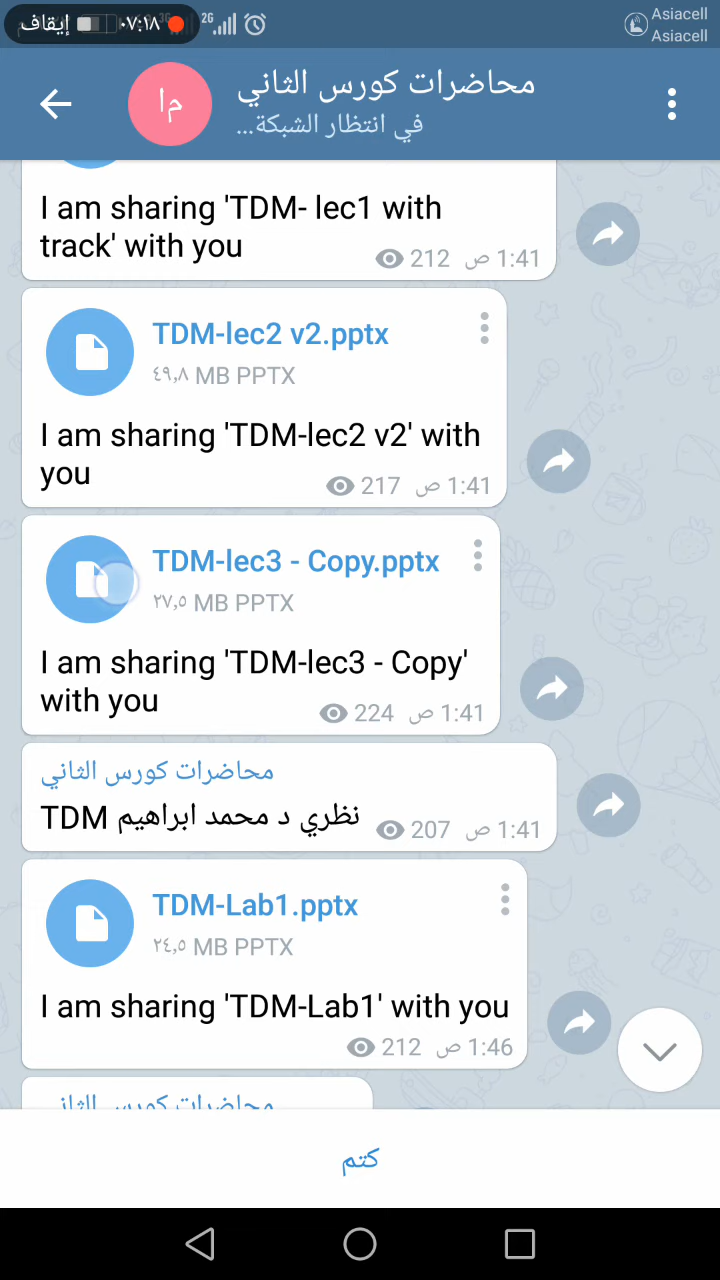 إيقاف ٠٧:١٨
2G
Asiacell
Asiacell
محاضرات كورس الثاني
في انتظار الشبكة...
م ا
I am sharing 'TDM- lec1 with
track' with you
212 1:41 ص
TDM-lec2 v2.pptx
٤٩,٨ MB PPTX
I am sharing 'TDM-lec2 v2' with
you
217 1:41 ص
TDM-lec3 - Copy.pptx
٢٧,٥ MB PPTX
I am sharing 'TDM-lec3 - Copy'
with you
224 1:41 ص
محاضرات كورس الثاني
نظري د محمد ابراهيم TDM
207 1:41 ص
TDM-Lab1.pptx
٢٤,٥ MB PPTX
I am sharing 'TDM-Lab1' with you
212 1:46 ص
محاضرات كورس الثاني
كتم